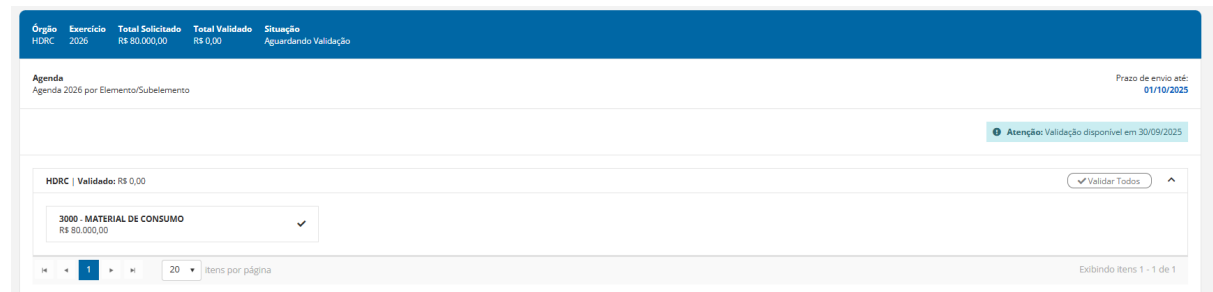 Órgão Exercício Total Solicitado Total Validado Situação
HDRC 2026 R$ 80.000,00 R$ 0,00 Aguardando Validação
Agenda
Agenda 2026 por Elemento/Subelemento
Prazo de envio até:
01/10/2025
Atenção: Validação disponível em 30/09/2025
HDRC | Validado: R$ 0,00
Validar Todos
3000 - MATERIAL DE CONSUMO
R$ 80.000,00
1 20 itens por página
Exibindo itens 1 - 1 de 1